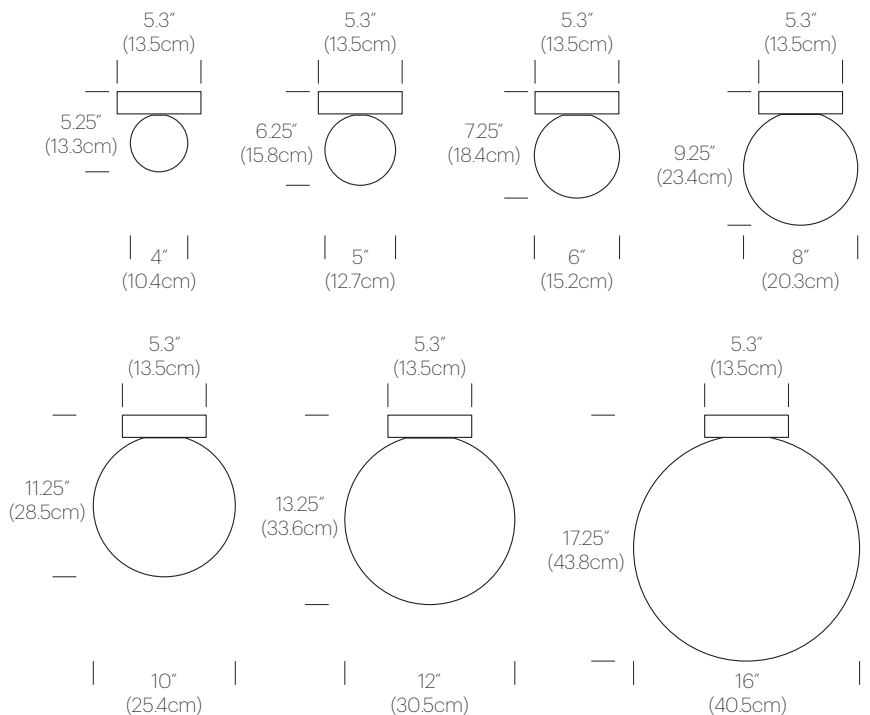 5.3”
(13.5cm)
5.3”
(13.5cm)
5.3”
(13.5cm)
5.3”
(13.5cm)
5.25”
(13.3cm)
6.25”
(15.8cm)
7.25”
(18.4cm)
9.25”
(23.4cm)
4”
(10.4cm)
5”
(12.7cm)
6”
(15.2cm)
8”
(20.3cm)
5.3”
(13.5cm)
5.3”
(13.5cm)
5.3”
(13.5cm)
11.25”
(28.5cm)
13.25”
(33.6cm)
17.25”
(43.8cm)
10”
(25.4cm)
12”
(30.5cm)
16”
(40.5cm)